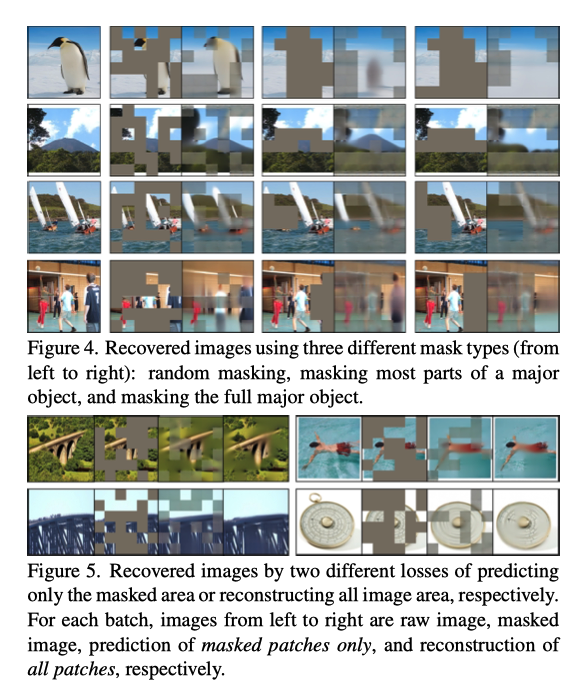 Figure 4. Recovered images using three different mask types (from
left to right): random masking, masking most parts of a major
object, and masking the full major object.
Figure 5. Recovered images by two different losses of predicting
only the masked area or reconstructing all image area, respectively.
For each batch, images from left to right are raw image, masked
image, prediction of masked patches only, and reconstruction of
all patches, respectively.